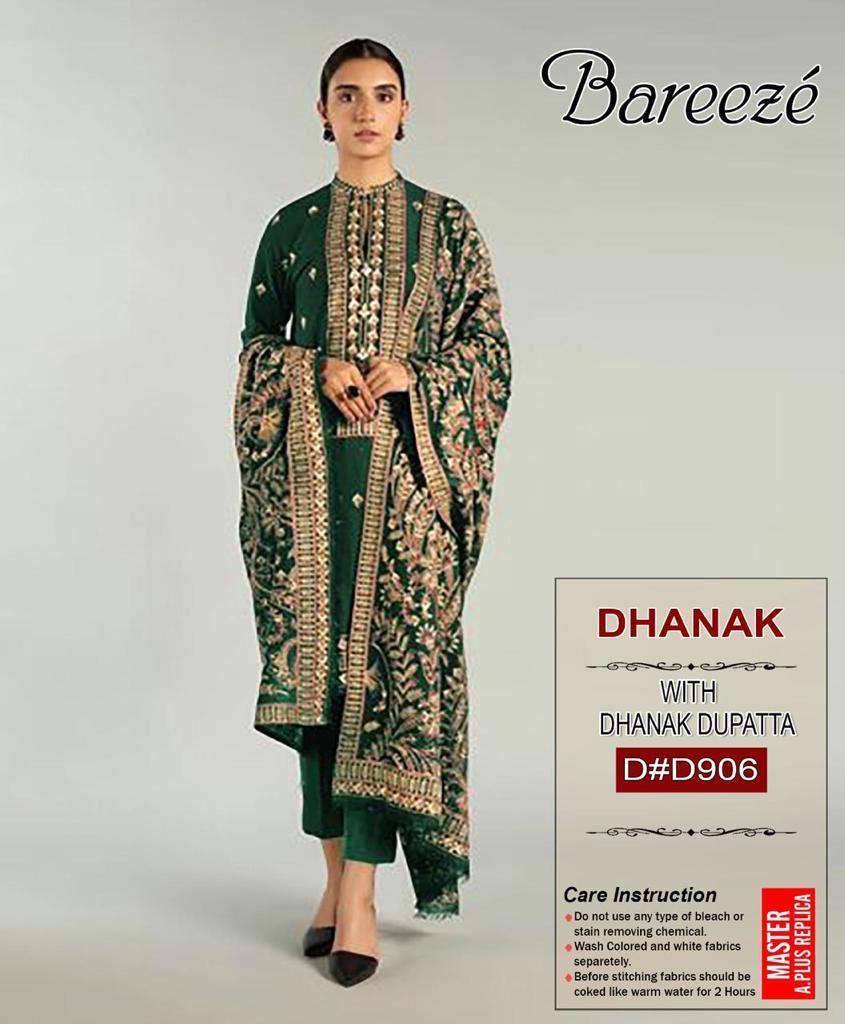 Bareezé
DHANAK
WITH
DHANAK DUPATTA
D#D906
Care Instruction
Do not use any type of bleach or
stain removing chemical.
Wash Colored and white fabrics
separetely.
Before stitching fabrics should be
coked like warm water for 2 Hours
MASTER
A.PLUS REPLICA